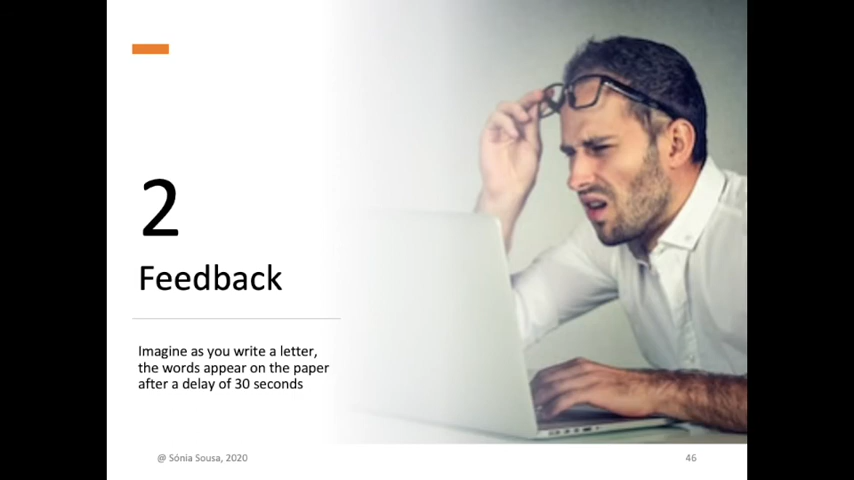 2
Feedback
Imagine as you write a letter,
the words appear on the paper
after a delay of 30 seconds
@ Sónia Sousa, 2020
46